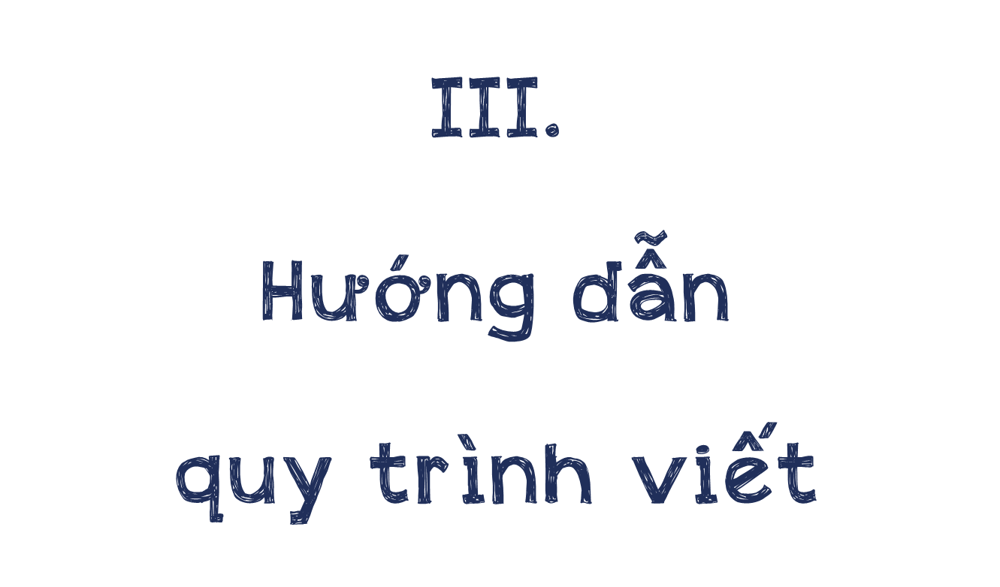 III.
Hướng dẫn
quy trình viết